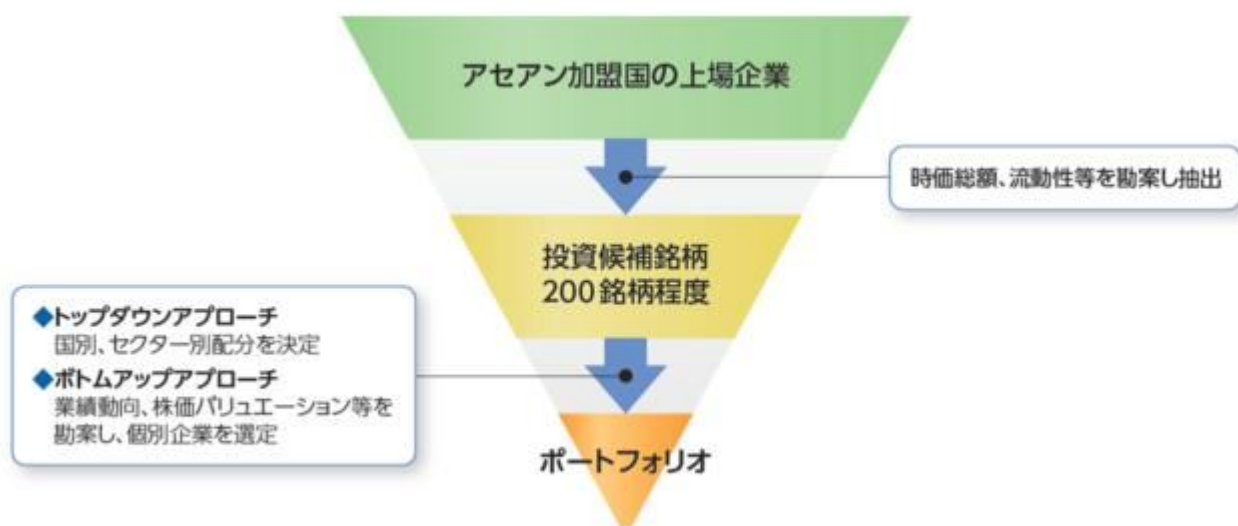 アセアン加盟国の上場企業
時価総額、流動性等を勘案し抽出
投資候補銘柄
200銘柄程度
◆トップダウンアプローチ
国別、セクター別配分を決定
◆ボトムアップアプローチ
業績動向、株価バリュエーション等を
勘案し、個別企業を選定
ポートフォリオ